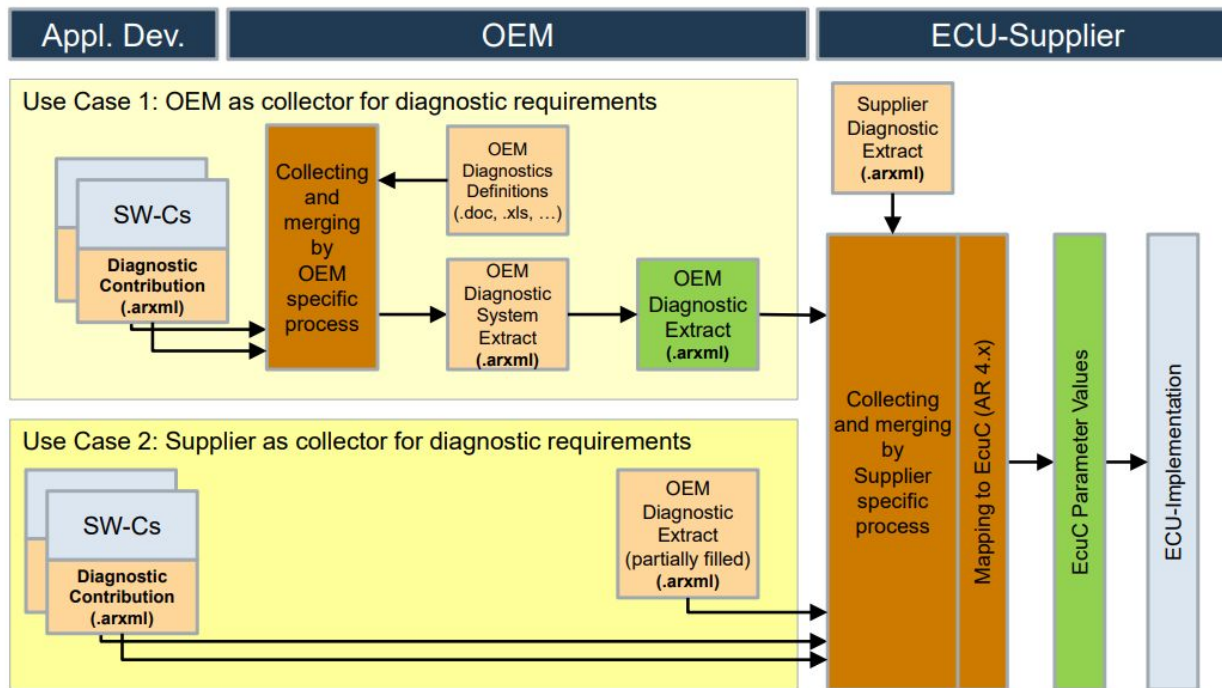 Appl. Dev.
OEM
ECU-Supplier
Use Case 1: OEM as collector for diagnostic requirements
SW-Cs
Diagnostic
Contribution
(.arxml)
Collecting
and
merging
by
OEM
specific
process
OEM
Diagnostics
Definitions
(.doc, .xls, …)
OEM
Diagnostic
System
Extract
(.arxml)
OEM
Diagnostic
Extract
(.arxml)
Supplier
Diagnostic
Extract
(.arxml)
Use Case 2: Supplier as collector for diagnostic requirements
SW-Cs
Diagnostic
Contribution
(.arxml)
OEM
Diagnostic
Extract
(partially filled)
(.arxml)
Collecting
and merging
by
Supplier
specific
process
Mapping to EcuC (AR 4.x)
EcuC Parameter Values
ECU-Implementation